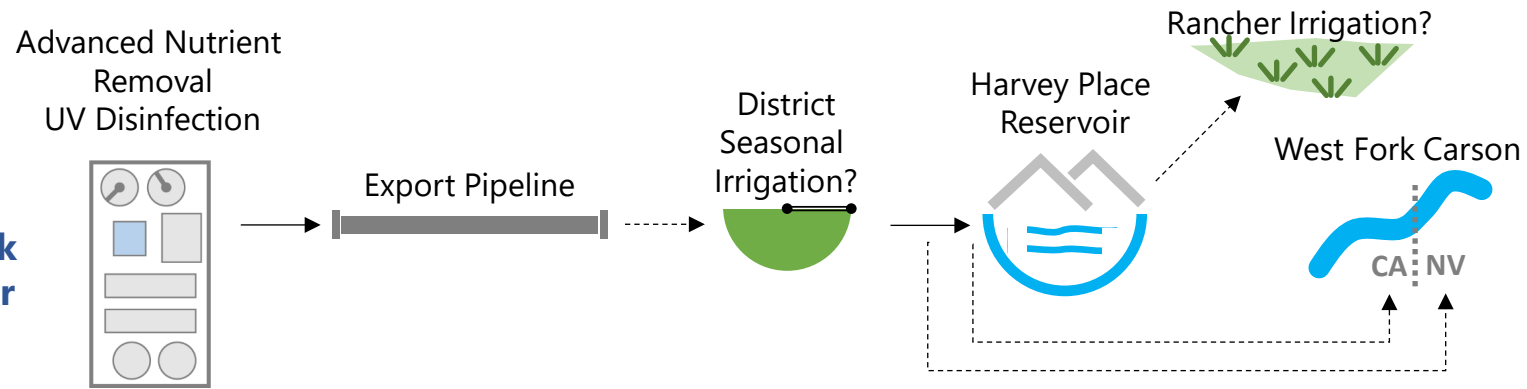 Advanced Nutrient
Removal
UV Disinfection
Export Pipeline
District
Seasonal
Irrigation?
Harvey Place
Reservoir
Rancher Irrigation?
West Fork Carson
CA
NV